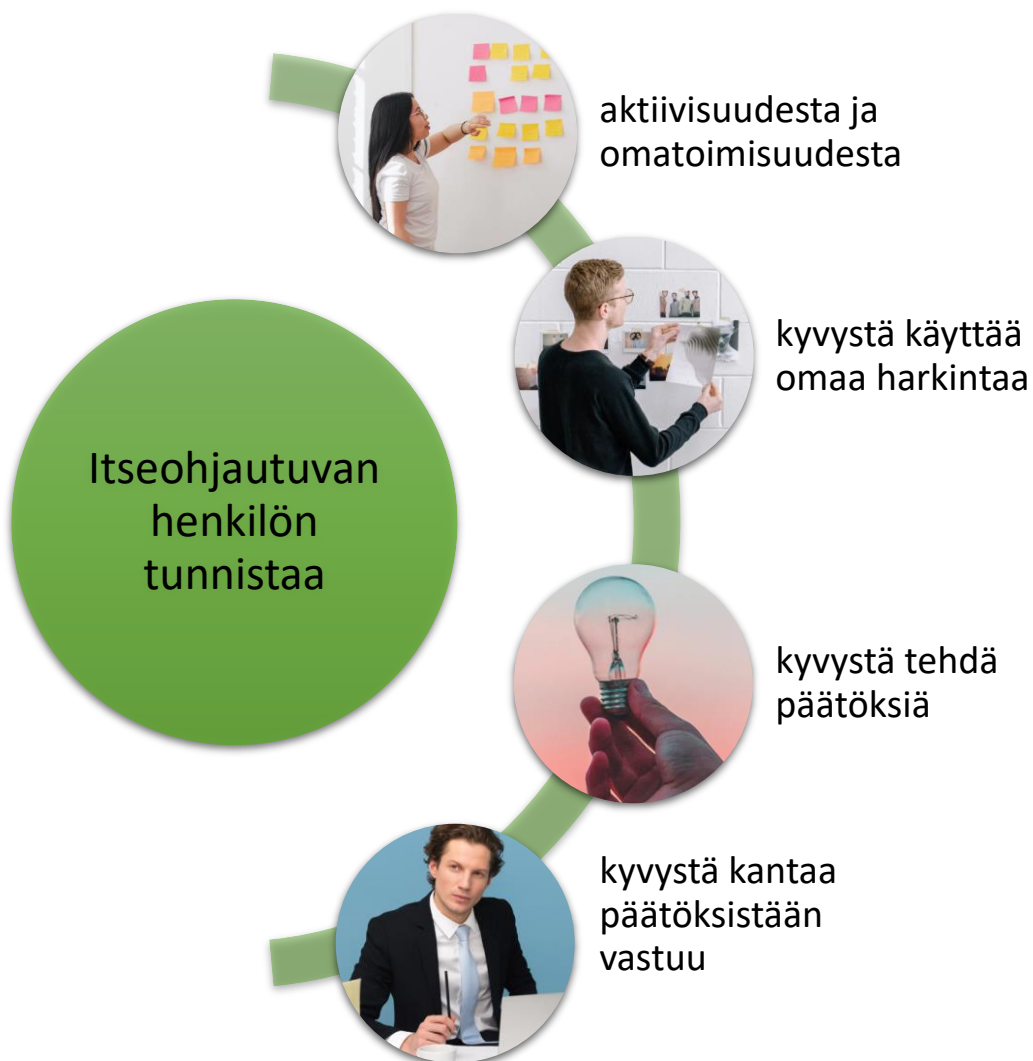 Itseohjautuvan
henkilön
tunnistaa
aktiivisuudesta ja
omatoimisuudesta
kyvystä käyttää
omaa harkintaa
kyvystä tehdä
päätöksiä
kyvystä kantaa
päätöksistään
vastuu